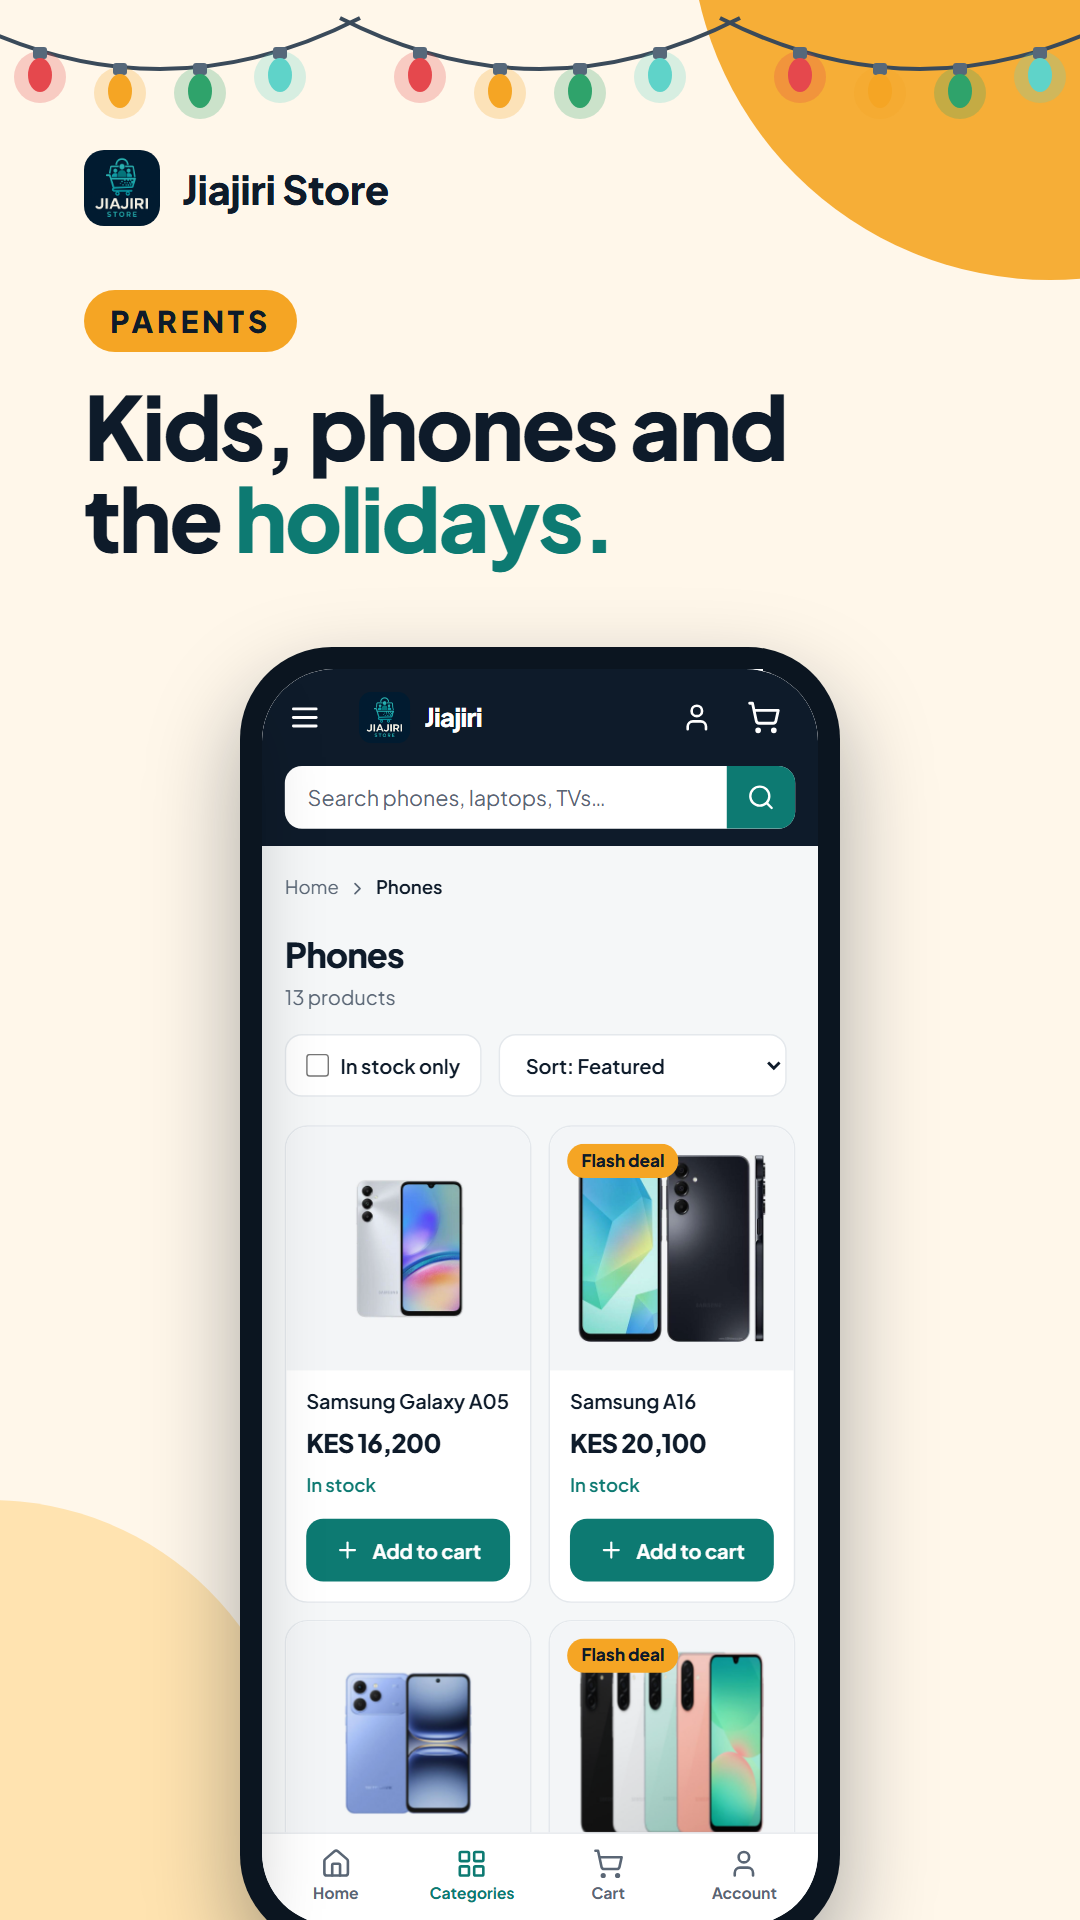 JIAJIRI
STORE
Jiajiri Store
PARENTS
Kids, phones and
the holidays.
JIAJIRI
STORE
Jiajiri
Search phones, laptops, TVs...
Home > Phones
Phones
13 products
In stock only
Sort: Featured
Flash deal
Samsung Galaxy A05
KES 16,200
In stock
+ Add to cart
Samsung A16
KES 20,100
In stock
+ Add to cart
Flash deal
Home
Categories
Cart
Account